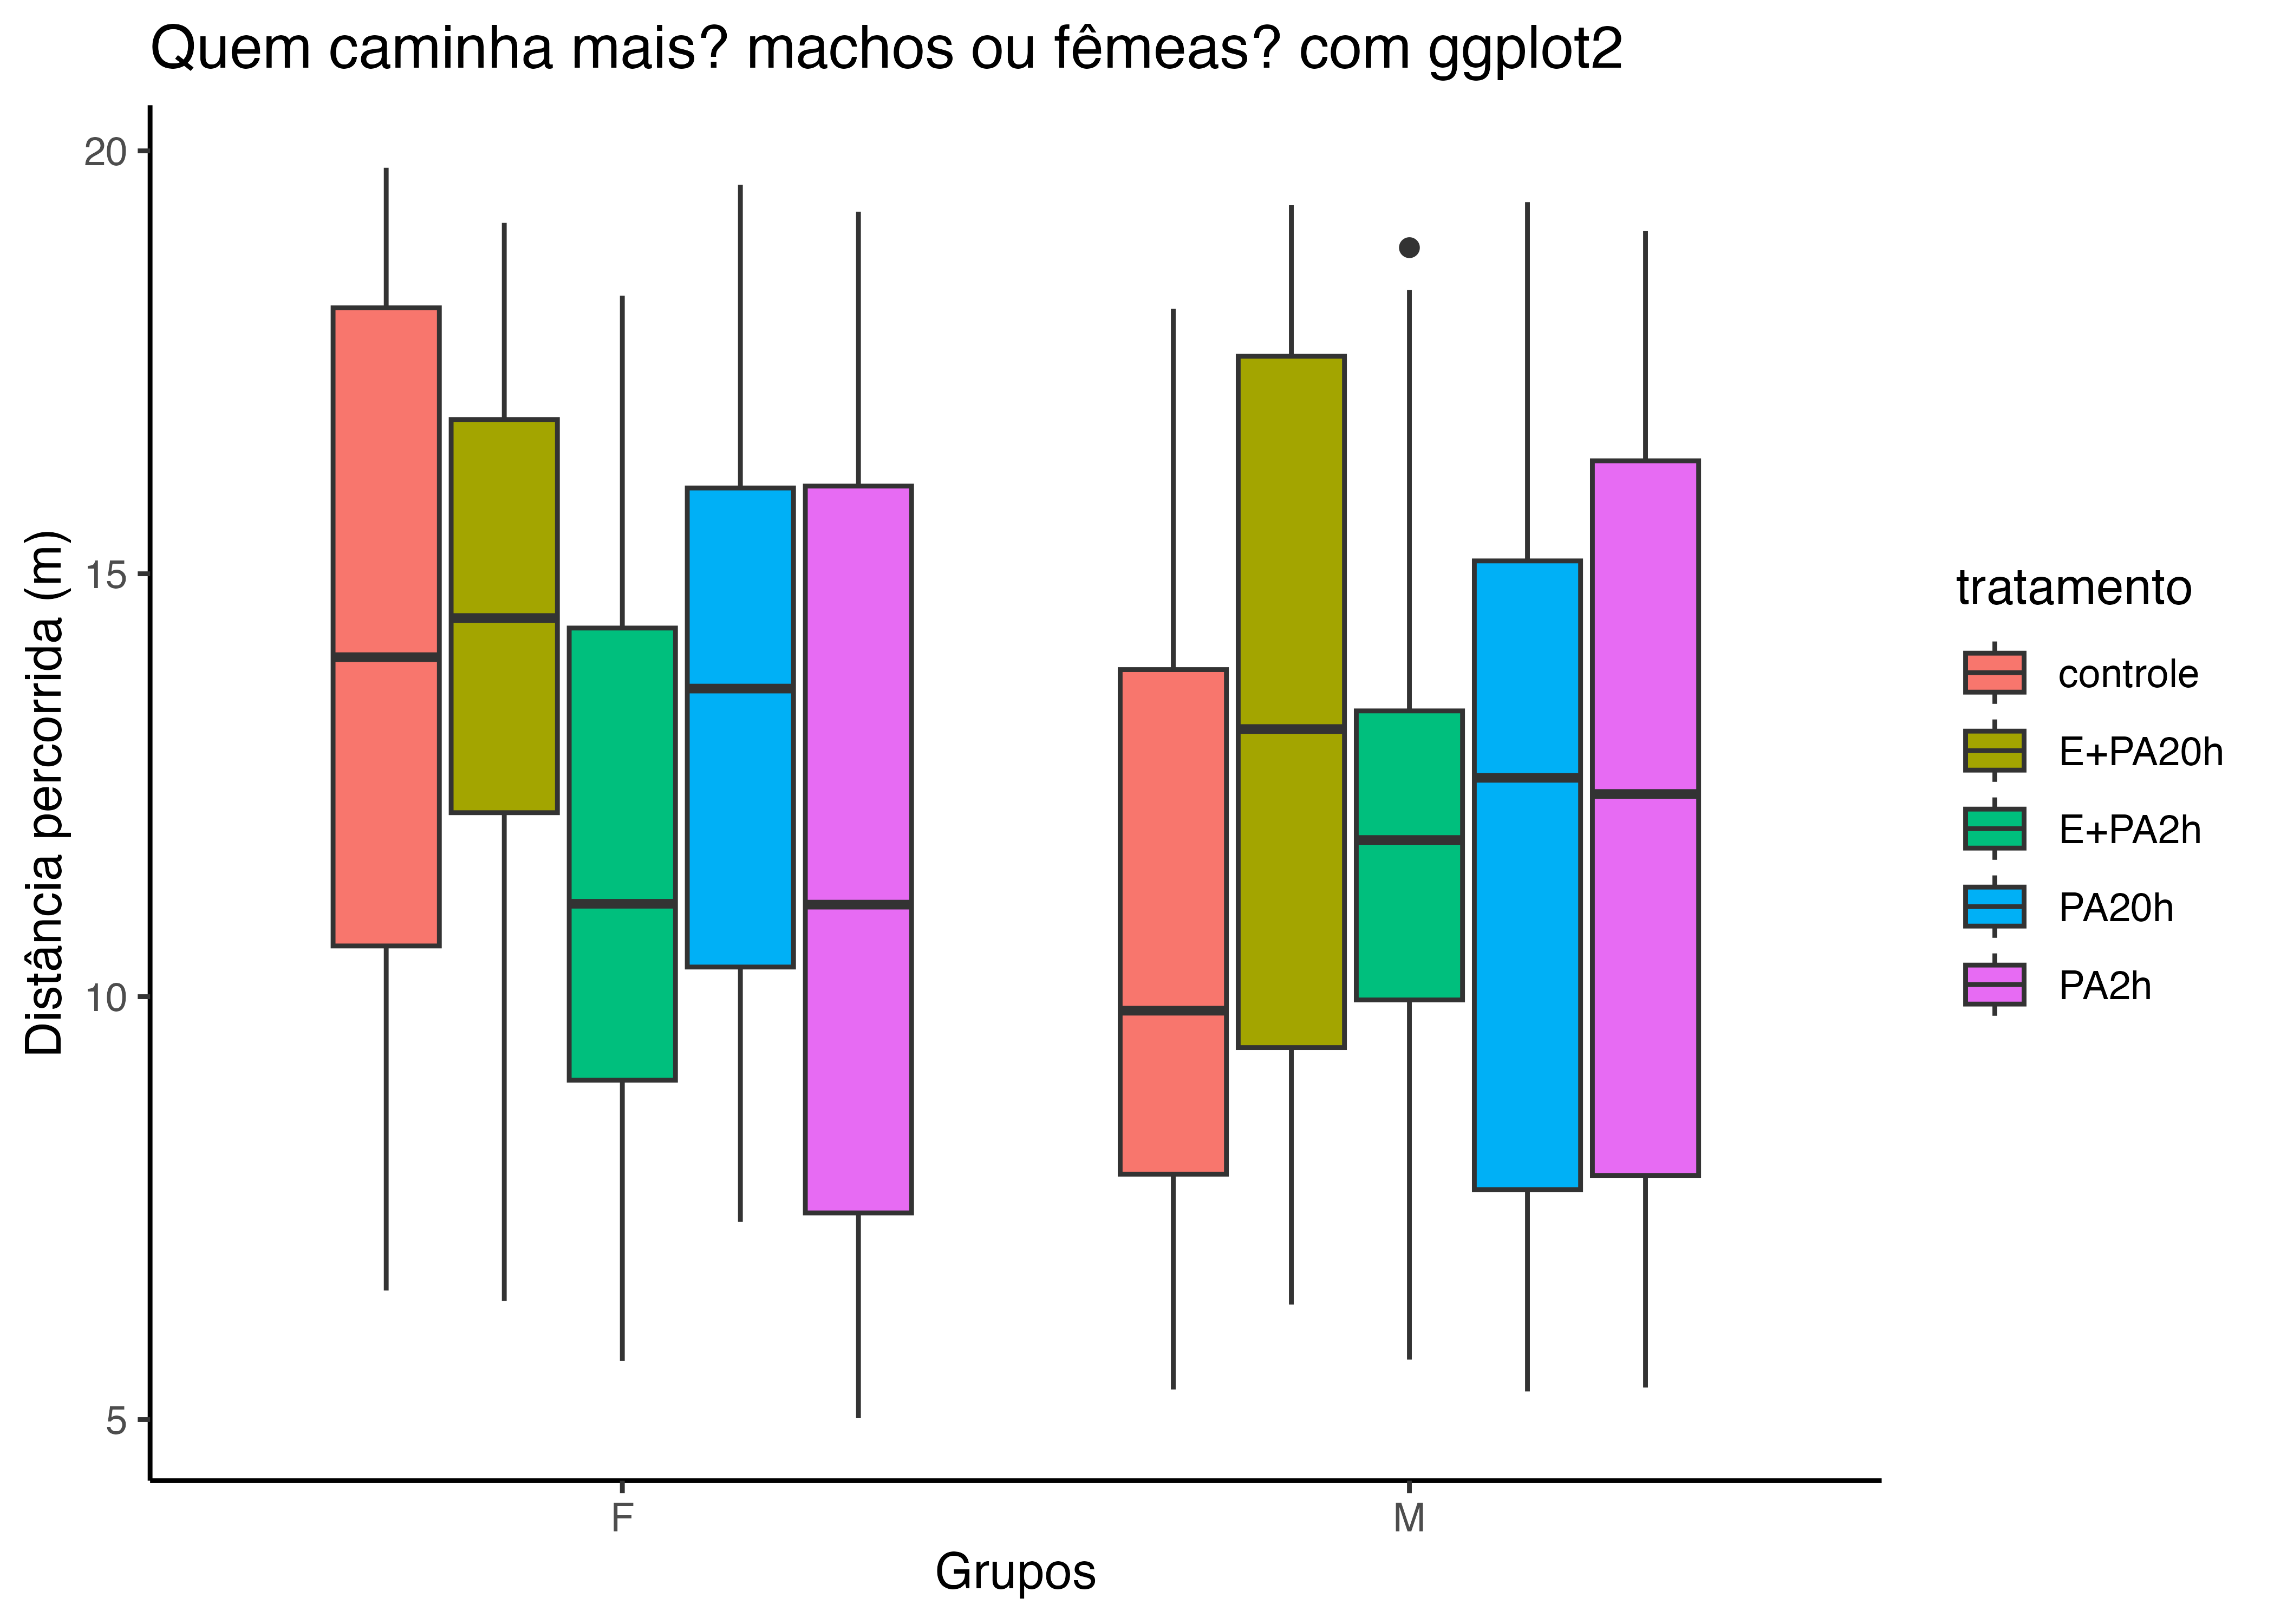 Quem caminha mais? machos ou fêmeas? com ggplot2
Distância percorrida (m)
20
15
10
5
F
M
Grupos
tratamento
controle
E+PA20h
E+PA2h
PA20h
PA2h